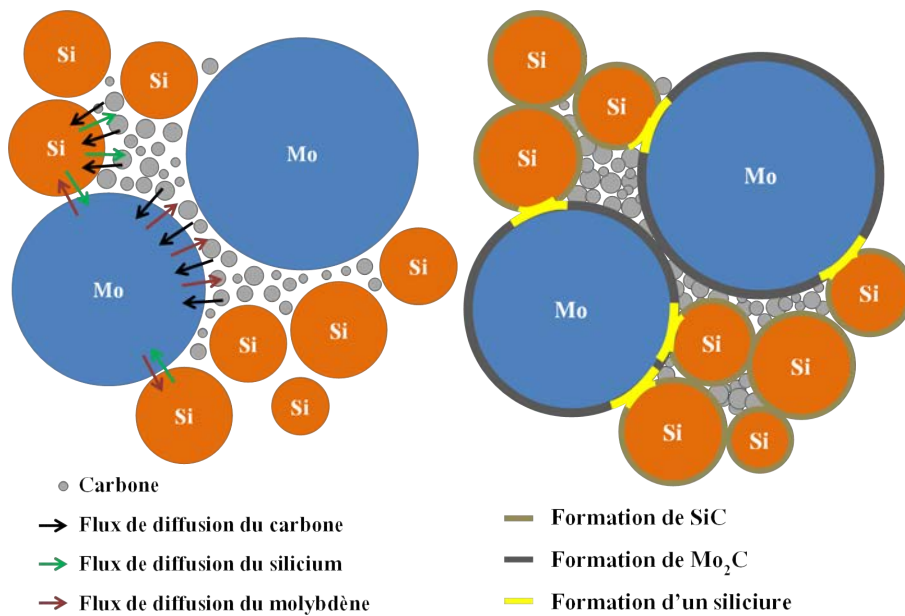 Si
Si
Si
Mo
Mo
Si
Si
Si
Si
Si
Carbone
Flux de diffusion du carbone
Flux de diffusion du silicium
Flux de diffusion du molybdène
Si
Si
Si
Mo
Mo
Si
Si
Si
Si
Si
Formation de SiC
Formation de Mo₂C
Formation d'un siliciure